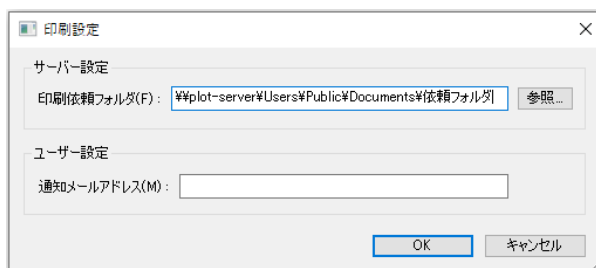 印刷設定
サーバー設定
印刷依頼フォルダ(F) : ¥¥plot-server¥Users¥Public¥Documents¥依頼フォルダ 参照...
ユーザー設定
通知メールアドレス(M) :
OK キャンセル